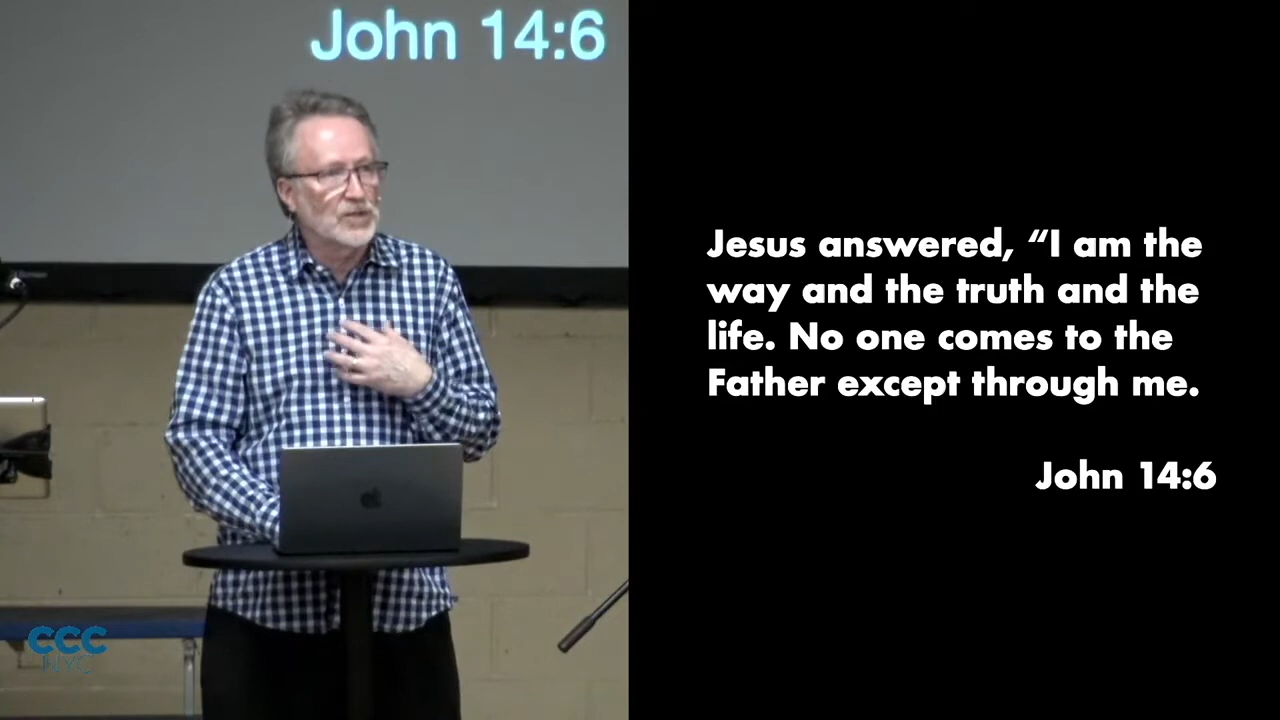 John 14:6
Jesus answered, “I am the
way and the truth and the
life. No one comes to the
Father except through me.
John 14:6
CCC
NYC